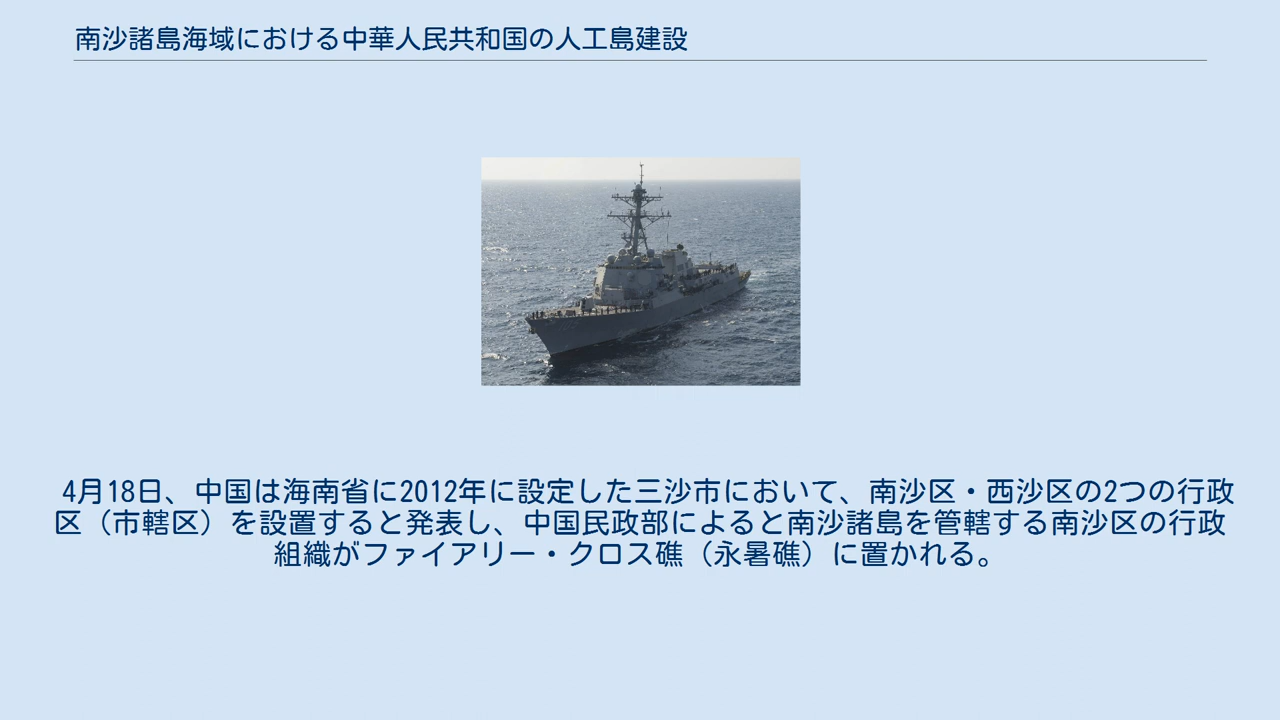 南沙諸島海域における中華人民共和国の人工島建設
4月18日、中国は海南省に2012年に設定した三沙市において、南沙区・西沙区の2つの行政
区（市轄区）を設置すると発表し、中国民政部によると南沙諸島を管轄する南沙区の行政
組織がファイアリー・クロス礁（永暑礁）に置かれる。